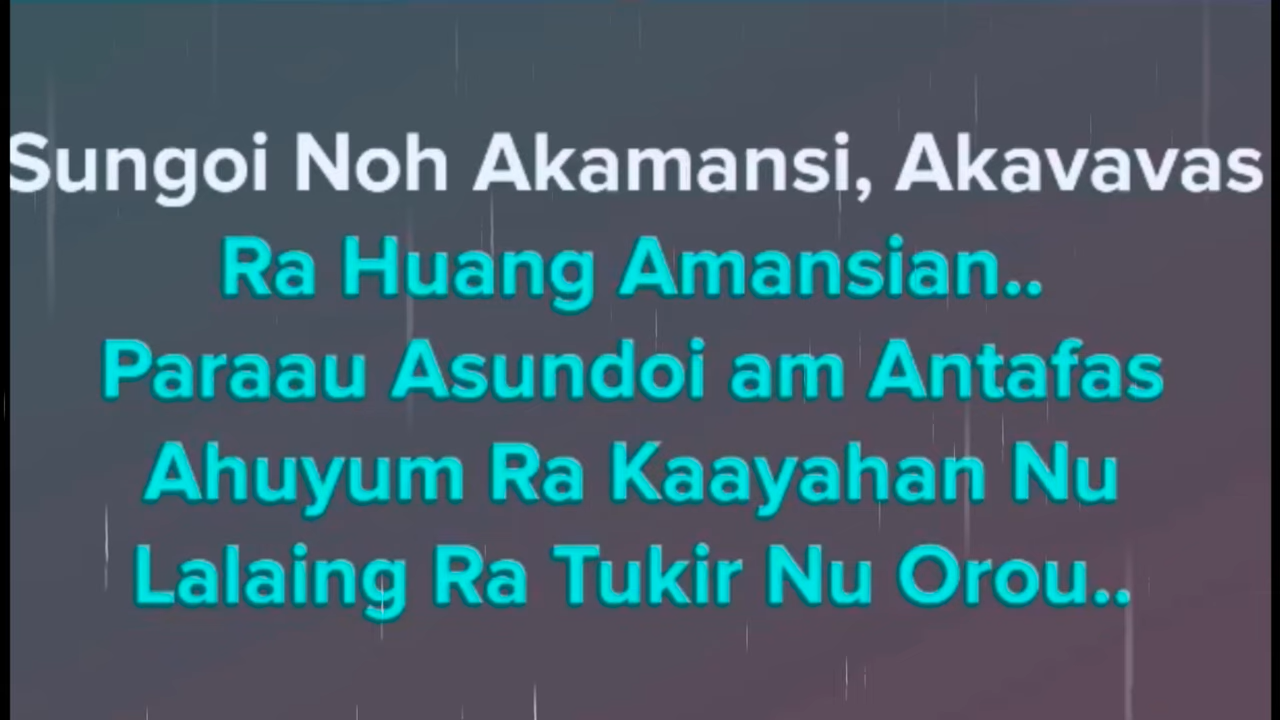 Sungoi Noh Akamansi, Akavavas
Ra Huang Amansian..
Paraau Asundoi am Antafas
Ahuyum Ra Kaayahan Nu
Lalaing Ra Tukir Nu Orou..